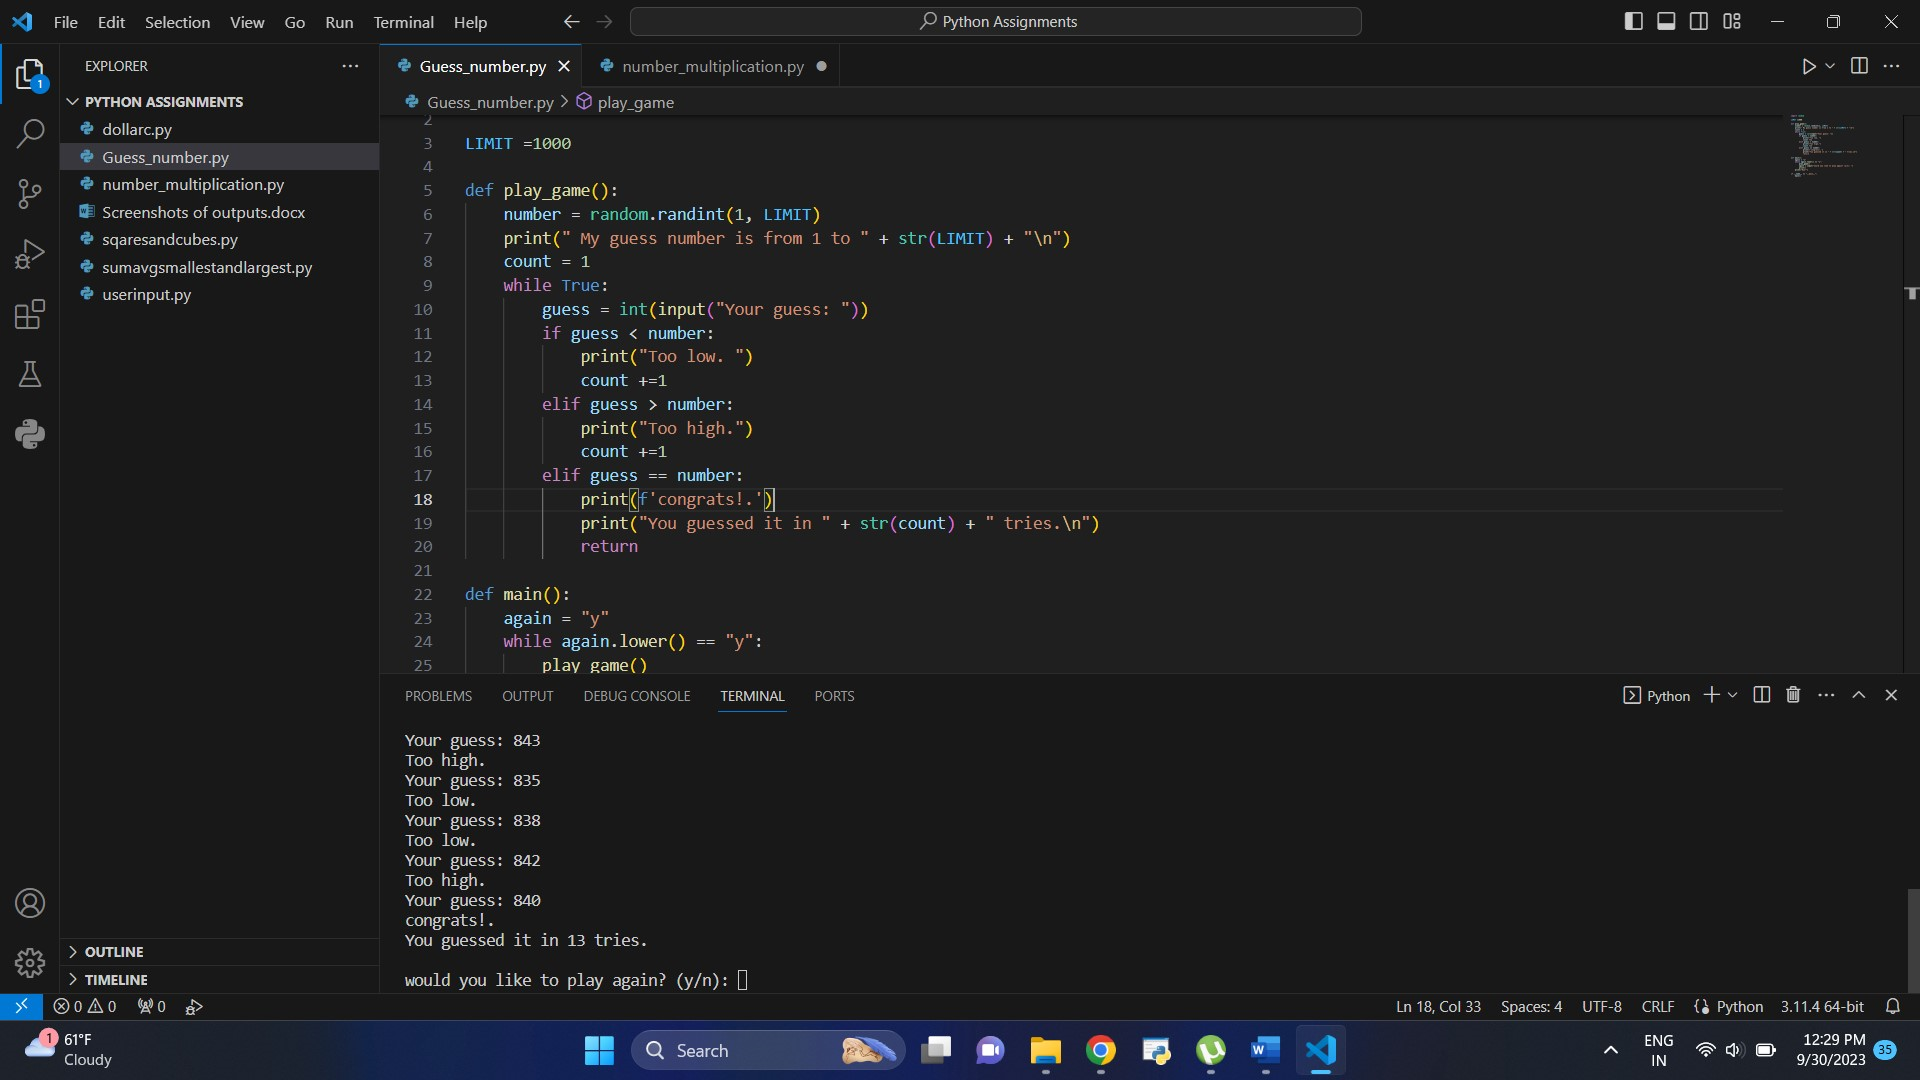 File Edit Selection View Go Run Terminal Help
Python Assignments
EXPLORER
1
PYTHON ASSIGNMENTS
dollarc.py
Guess_number.py
number_multiplication.py
Screenshots of outputs.docx
sqaresandcubes.py
sumavgsmallestandlargest.py
userinput.py
OUTLINE
TIMELINE
Guess_number.py
number_multiplication.py
Guess_number.py > play_game
2
3 LIMIT =1000
4
5 def play_game():
6 number = random.randint(1, LIMIT)
7 print(" My guess number is from 1 to " + str(LIMIT) + "\n")
8 count = 1
9 while True:
10 guess = int(input("Your guess: "))
11 if guess < number:
12 print("Too low. ")
13 count +=1
14 elif guess > number:
15 print("Too high.")
16 count +=1
17 elif guess == number:
18 print(f'congrats!.')
19 print("You guessed it in " + str(count) + " tries.\n")
20 return
21
22 def main():
23 again = "y"
24 while again.lower() == "y":
25 play_game()
PROBLEMS OUTPUT DEBUG CONSOLE TERMINAL PORTS
Python
Your guess: 843
Too high.
Your guess: 835
Too low.
Your guess: 838
Too low.
Your guess: 842
Too high.
Your guess: 840
congrats!.
You guessed it in 13 tries.
would you like to play again? (y/n):
0 0 0
Ln 18, Col 33 Spaces: 4 UTF-8 CRLF Python 3.11.4 64-bit
1
61°F
Cloudy
Search
W
ENG
IN
12:29 PM
9/30/2023
35